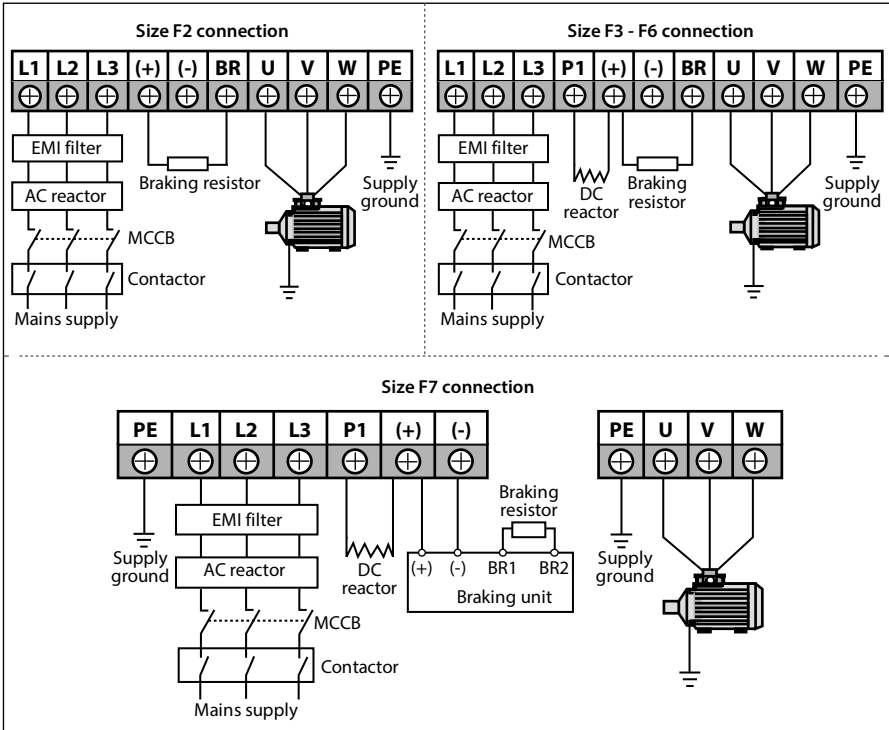 Size F2 connection
L1 L2 L3 (+) (-) BR U V W PE
EMI filter
AC reactor
MCCB
Contactor
Mains supply
Braking resistor
Supply
ground
Size F3 - F6 connection
L1 L2 L3 P1 (+) (-) BR U V W PE
EMI filter
AC reactor
MCCB
Contactor
Mains supply
DC
reactor
Braking
resistor
Supply
ground
Size F7 connection
PE L1 L2 L3 P1 (+) (-)
Supply
ground
EMI filter
AC reactor
MCCB
Contactor
Mains supply
DC
reactor
Braking
resistor
(+) (-) BR1 BR2
Braking unit
PE U V W
Supply
ground